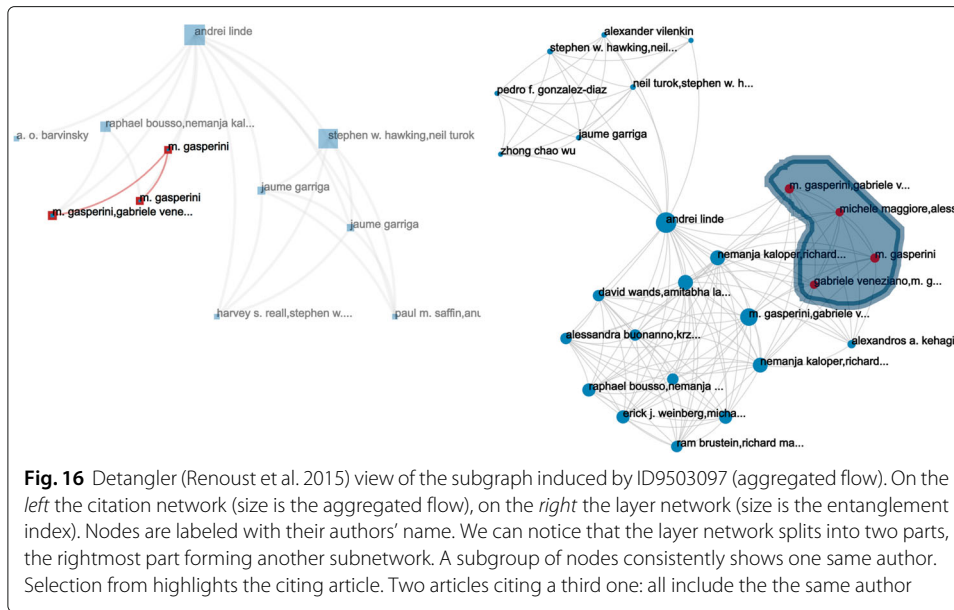 andrei linde
a. o. barvinsky
raphael bousso,nemanja kal...
m. gasperini
stephen w. hawking,neil turok
m. gasperini
m. gasperini,gabriele vene...
jaume garriga
jaume garriga
harvey s. reall,stephen w....
paul m. saffin,anu
alexander vilenkin
stephen w. hawking,neil...
pedro f. gonzalez-diaz
neil turok,stephen w. h...
jaume garriga
zhong chao wu
andrei linde
m. gasperini,gabriele v...
michele maggiore,aless
nemanja kaloper,richard...
m. gasperini
gabriele veneziano,m. g...
david wands,amitabha la...
m. gasperini,gabriele v...
alessandra buonanno,krz...
alexandros a. kehagi
nemanja kaloper,richard...
raphael bousso,nemanja ...
erick j. weinberg,micha...
ram brustein,richard ma...
Fig. 16 Detangler (Renoust et al. 2015) view of the subgraph induced by ID9503097 (aggregated flow). On the
left the citation network (size is the aggregated flow), on the right the layer network (size is the entanglement
index). Nodes are labeled with their authors’ name. We can notice that the layer network splits into two parts,
the rightmost part forming another subnetwork. A subgroup of nodes consistently shows one same author.
Selection from highlights the citing article. Two articles citing a third one: all include the the same author